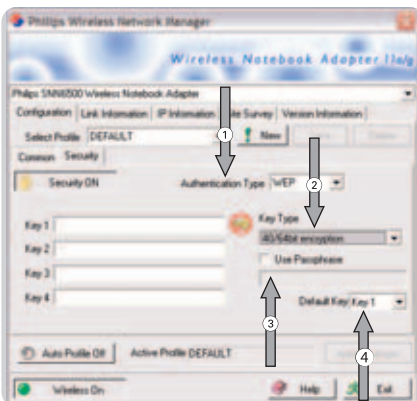 Philips Wireless Network Manager
Wireless Notebook Adapter 11a/g
Philips SNN6500 Wireless Notebook Adapter
Configuration Link Information IP Information Site Survey Version Information
Select Profile DEFAULT 1 New
Common Security
Security ON Authentication Type WEP 2
Key 1 Key Type
40/64bit encryption
Key 2
Use Passphrase
Key 3
Key 4 Default Key Key 1
3
Auto Profile Off Active Profile DEFAULT 4
Wireless On Help Exit